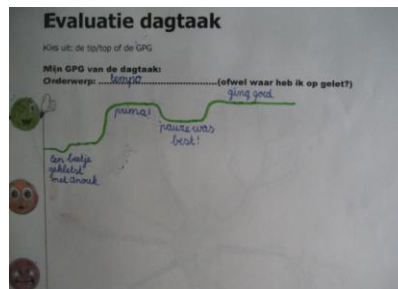 Evaluatie dagtaak
Kies uit: de tip/top of de GPG
Mijn GPG van de dagtaak:
Onderwerp: ....tempo..............................(ofwel waar heb ik op gelet?)
ging goed
prima!
pauze was
best!
Een beetje
gekletst
met Anouk